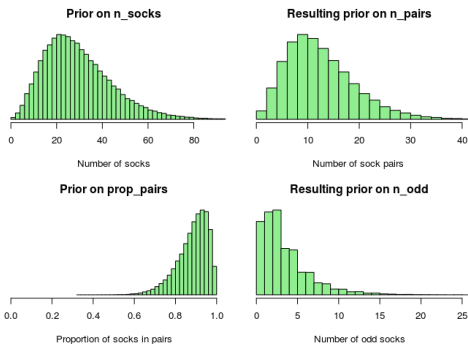 Prior on n_socks
Resulting prior on n_pairs
0 20 40 60 80
0 10 20 30 40
Number of socks
Number of sock pairs
Prior on prop_pairs
Resulting prior on n_odd
0.0 0.2 0.4 0.6 0.8 1.0
0 5 10 15 20 25
Proportion of socks in pairs
Number of odd socks